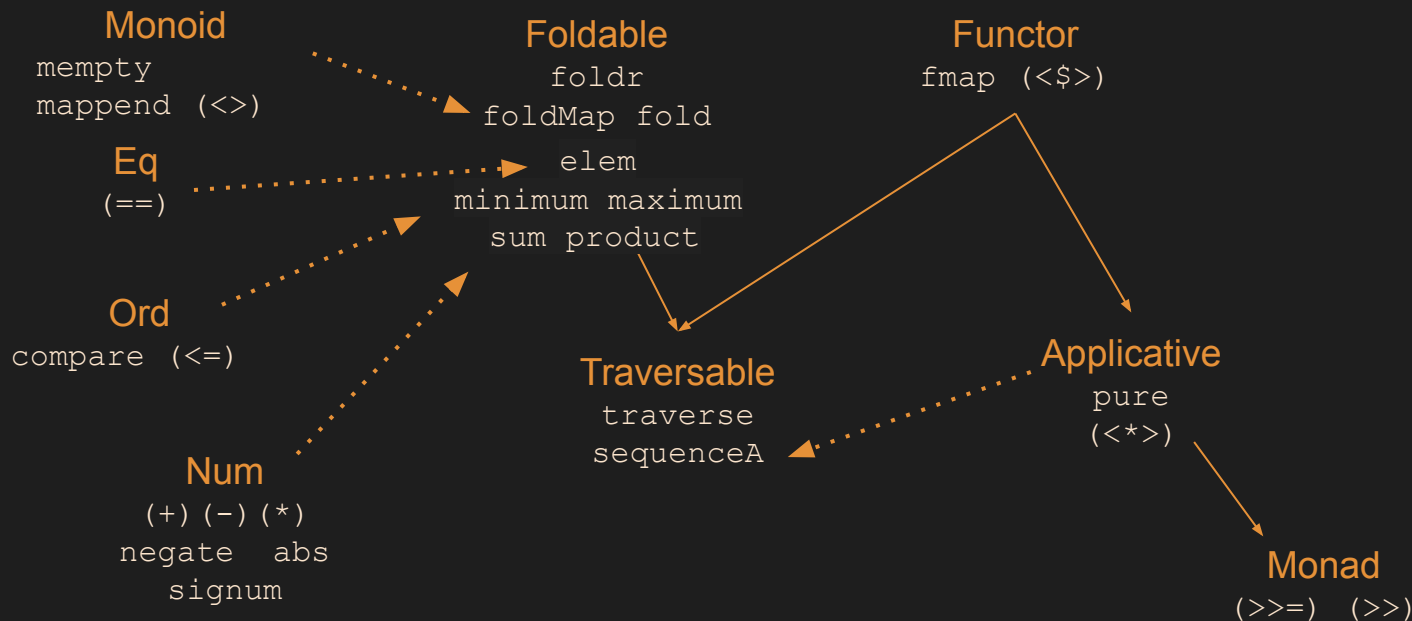 Monoid
mempty
mappend (<>)
Eq
(==)
Ord
compare (<=)
Num
(+)(-)(*)
negate abs
signum
Foldable
foldr
foldMap fold
elem
minimum maximum
sum product
Traversable
traverse
sequenceA
Functor
fmap (<$>)
Applicative
pure
(<*>)
Monad
(>>=) (>>)